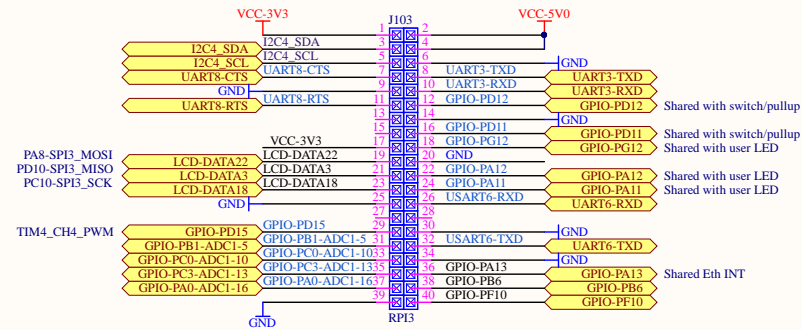 VCC-3V3 J103 VCC-5V0
1 2
I2C4_SDA I2C4_SDA 3 4
I2C4_SCL I2C4_SCL 5 6 GND
UART8-CTS UART8-CTS 7 8 UART3-TXD UART3-TXD
GND 9 10 UART3-RXD UART3-RXD
UART8-RTS UART8-RTS 11 12 GPIO-PD12 GPIO-PD12 Shared with switch/pullup
13 14 GND
15 16 GPIO-PD11 GPIO-PD11 Shared with switch/pullup
VCC-3V3 17 18 GPIO-PG12 GPIO-PG12 Shared with user LED
PA8-SPI3_MOSI LCD-DATA22 LCD-DATA22 19 20 GND
PD10-SPI3_MISO LCD-DATA3 LCD-DATA3 21 22 GPIO-PA12 GPIO-PA12 Shared with user LED
PC10-SPI3_SCK LCD-DATA18 LCD-DATA18 23 24 GPIO-PA11 GPIO-PA11 Shared with user LED
GND 25 26 USART6-RXD UART6-RXD
27 28
TIM4_CH4_PWM GPIO-PD15 GPIO-PD15 29 30 GND
GPIO-PB1-ADC1-5 GPIO-PB1-ADC1-5 31 32 USART6-TXD UART6-TXD
GPIO-PC0-ADC1-10 GPIO-PC0-ADC1-10 33 34 GND
GPIO-PC3-ADC1-13 GPIO-PC3-ADC1-13 35 36 GPIO-PA13 GPIO-PA13 Shared Eth INT
GPIO-PA0-ADC1-16 GPIO-PA0-ADC1-16 37 38 GPIO-PB6 GPIO-PB6
39 40 GPIO-PF10 GPIO-PF10
GND RPI3